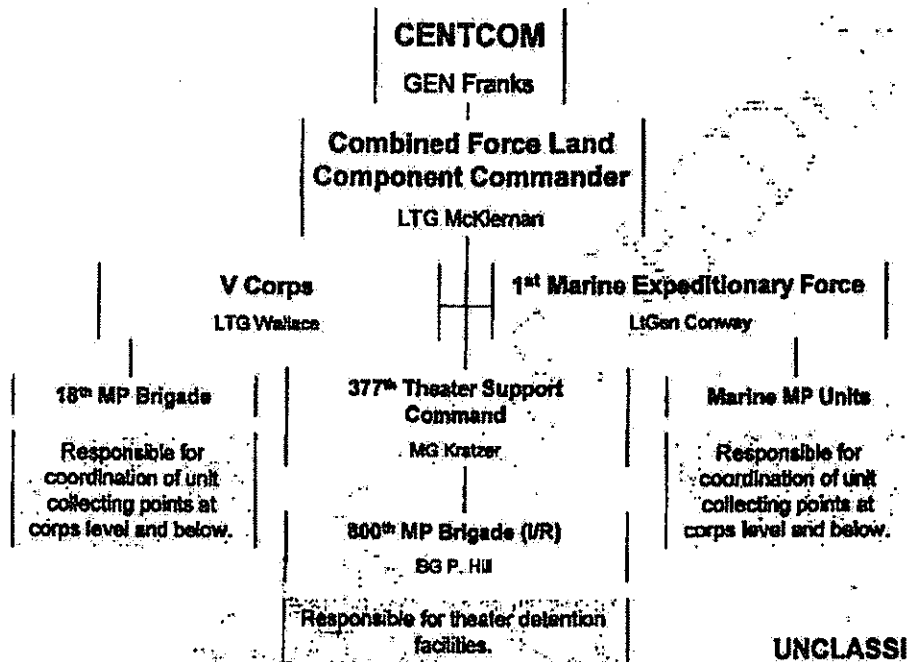 CENTCOM
GEN Franks
Combined Force Land
Component Commander
LTG McKiernan
V Corps
LTG Wallace
1st Marine Expeditionary Force
LtGen Conway
18th MP Brigade
Responsible for
coordination of unit
collecting points at
corps level and below.
377th Theater Support
Command
MG Kratzer
800th MP Brigade (I/R)
BG P. Hill
Responsible for theater detention
facilities.
Marine MP Units
Responsible for
coordination of unit
collecting points at
corps level and below.
UNCLASSI